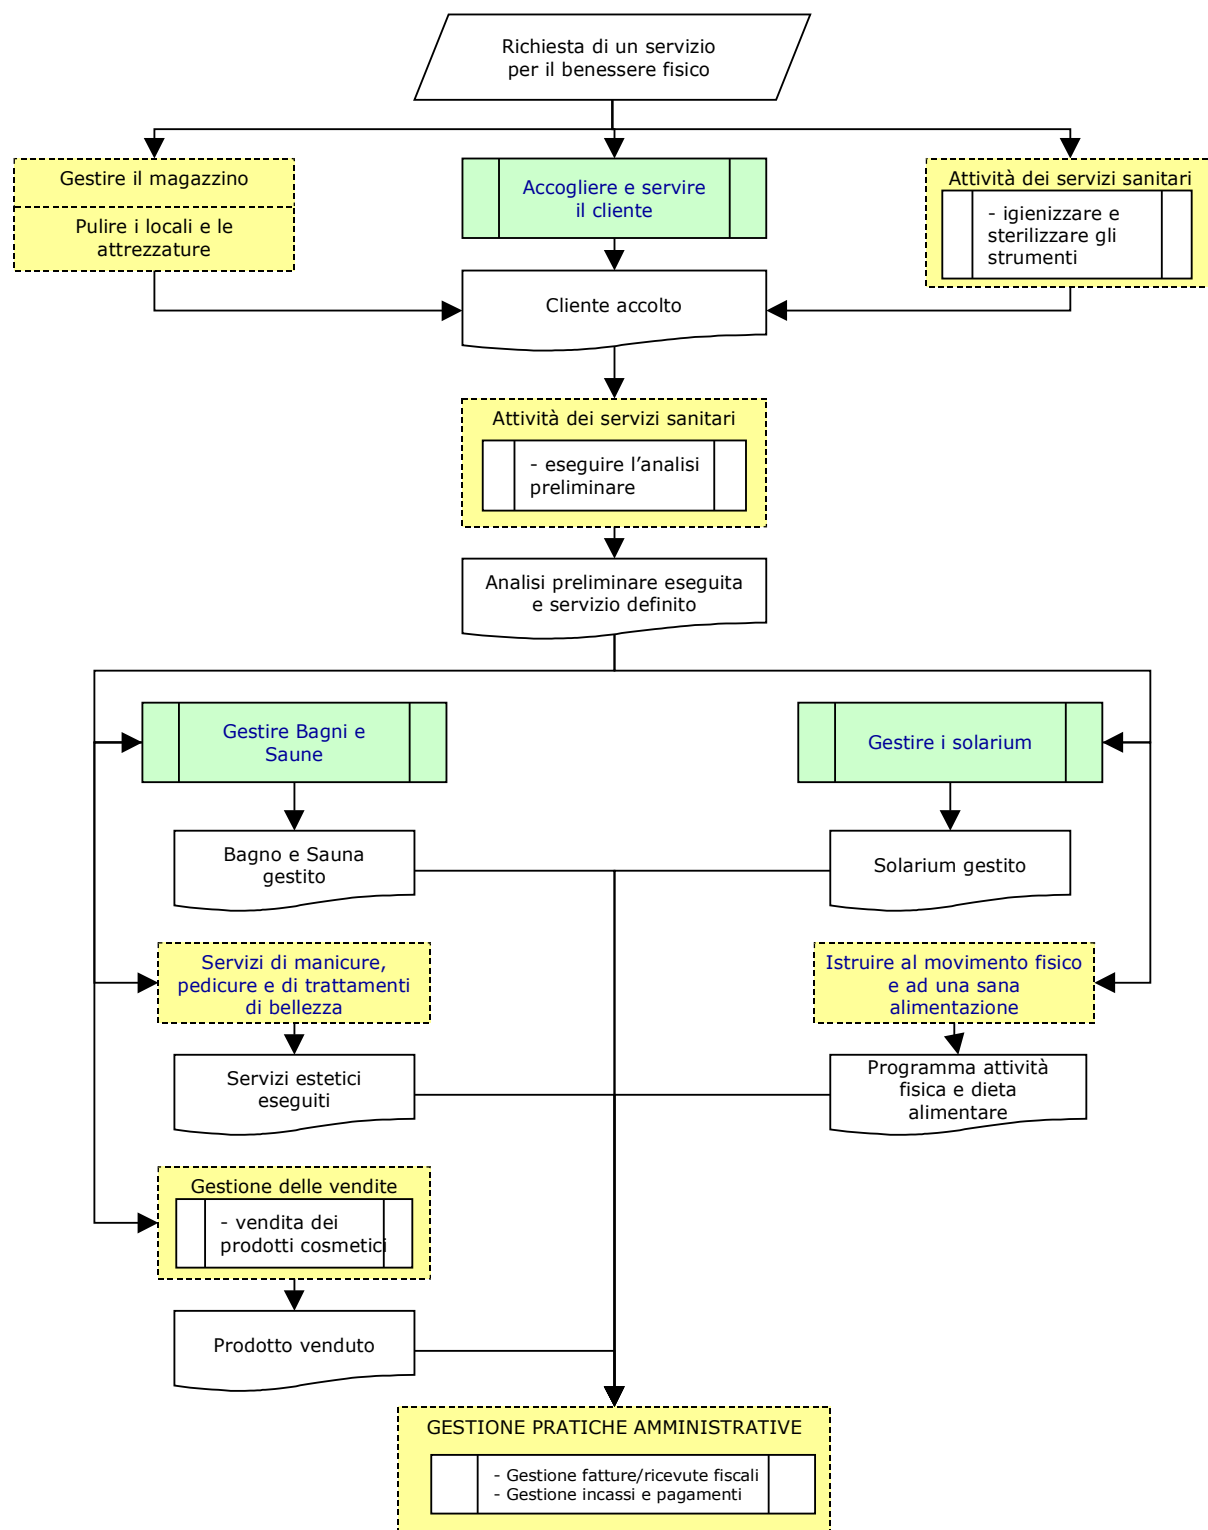 Richiesta di un servizio
per il benessere fisico
Gestire il magazzino
Pulire i locali e le
attrezzature
Accogliere e servire
il cliente
Attività dei servizi sanitari
- igienizzare e
sterilizzare gli
strumenti
Cliente accolto
Attività dei servizi sanitari
- eseguire l’analisi
preliminare
Analisi preliminare eseguita
e servizio definito
Gestire Bagni e
Saune
Gestire i solarium
Bagno e Sauna
gestito
Solarium gestito
Servizi di manicure,
pedicure e di trattamenti
di bellezza
Istruire al movimento fisico
e ad una sana
alimentazione
Servizi estetici
eseguiti
Programma attività
fisica e dieta
alimentare
Gestione delle vendite
- vendita dei
prodotti cosmetici
Prodotto venduto
GESTIONE PRATICHE AMMINISTRATIVE
- Gestione fatture/ricevute fiscali
- Gestione incassi e pagamenti